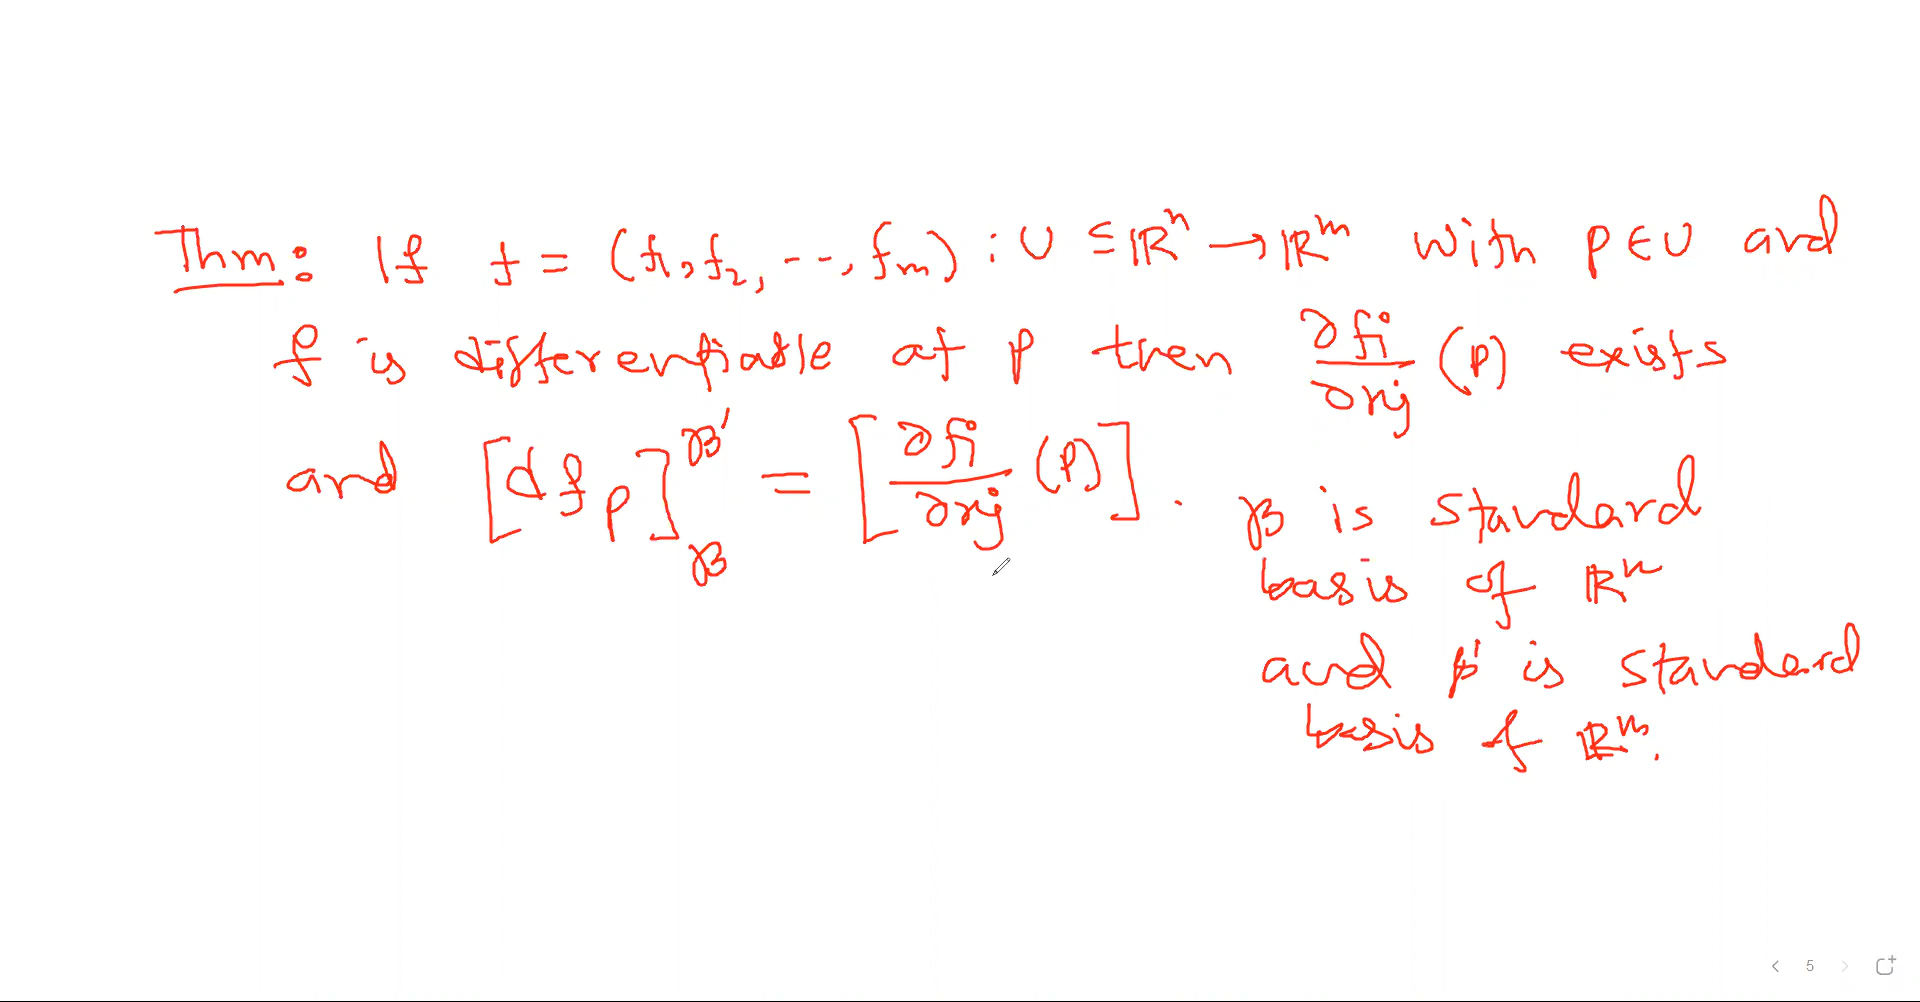 Thm: If f = (f₁, f₂, ..., fₘ) : U ⊆ ℝⁿ → ℝᵐ with p ∈ U and
f is differentiable at p then ∂fi/∂xj (p) exists
and [df_p]_β^β' = [∂fi/∂xj (p)]. β is standard
basis of ℝⁿ
and β' is standard
basis of ℝᵐ.
5